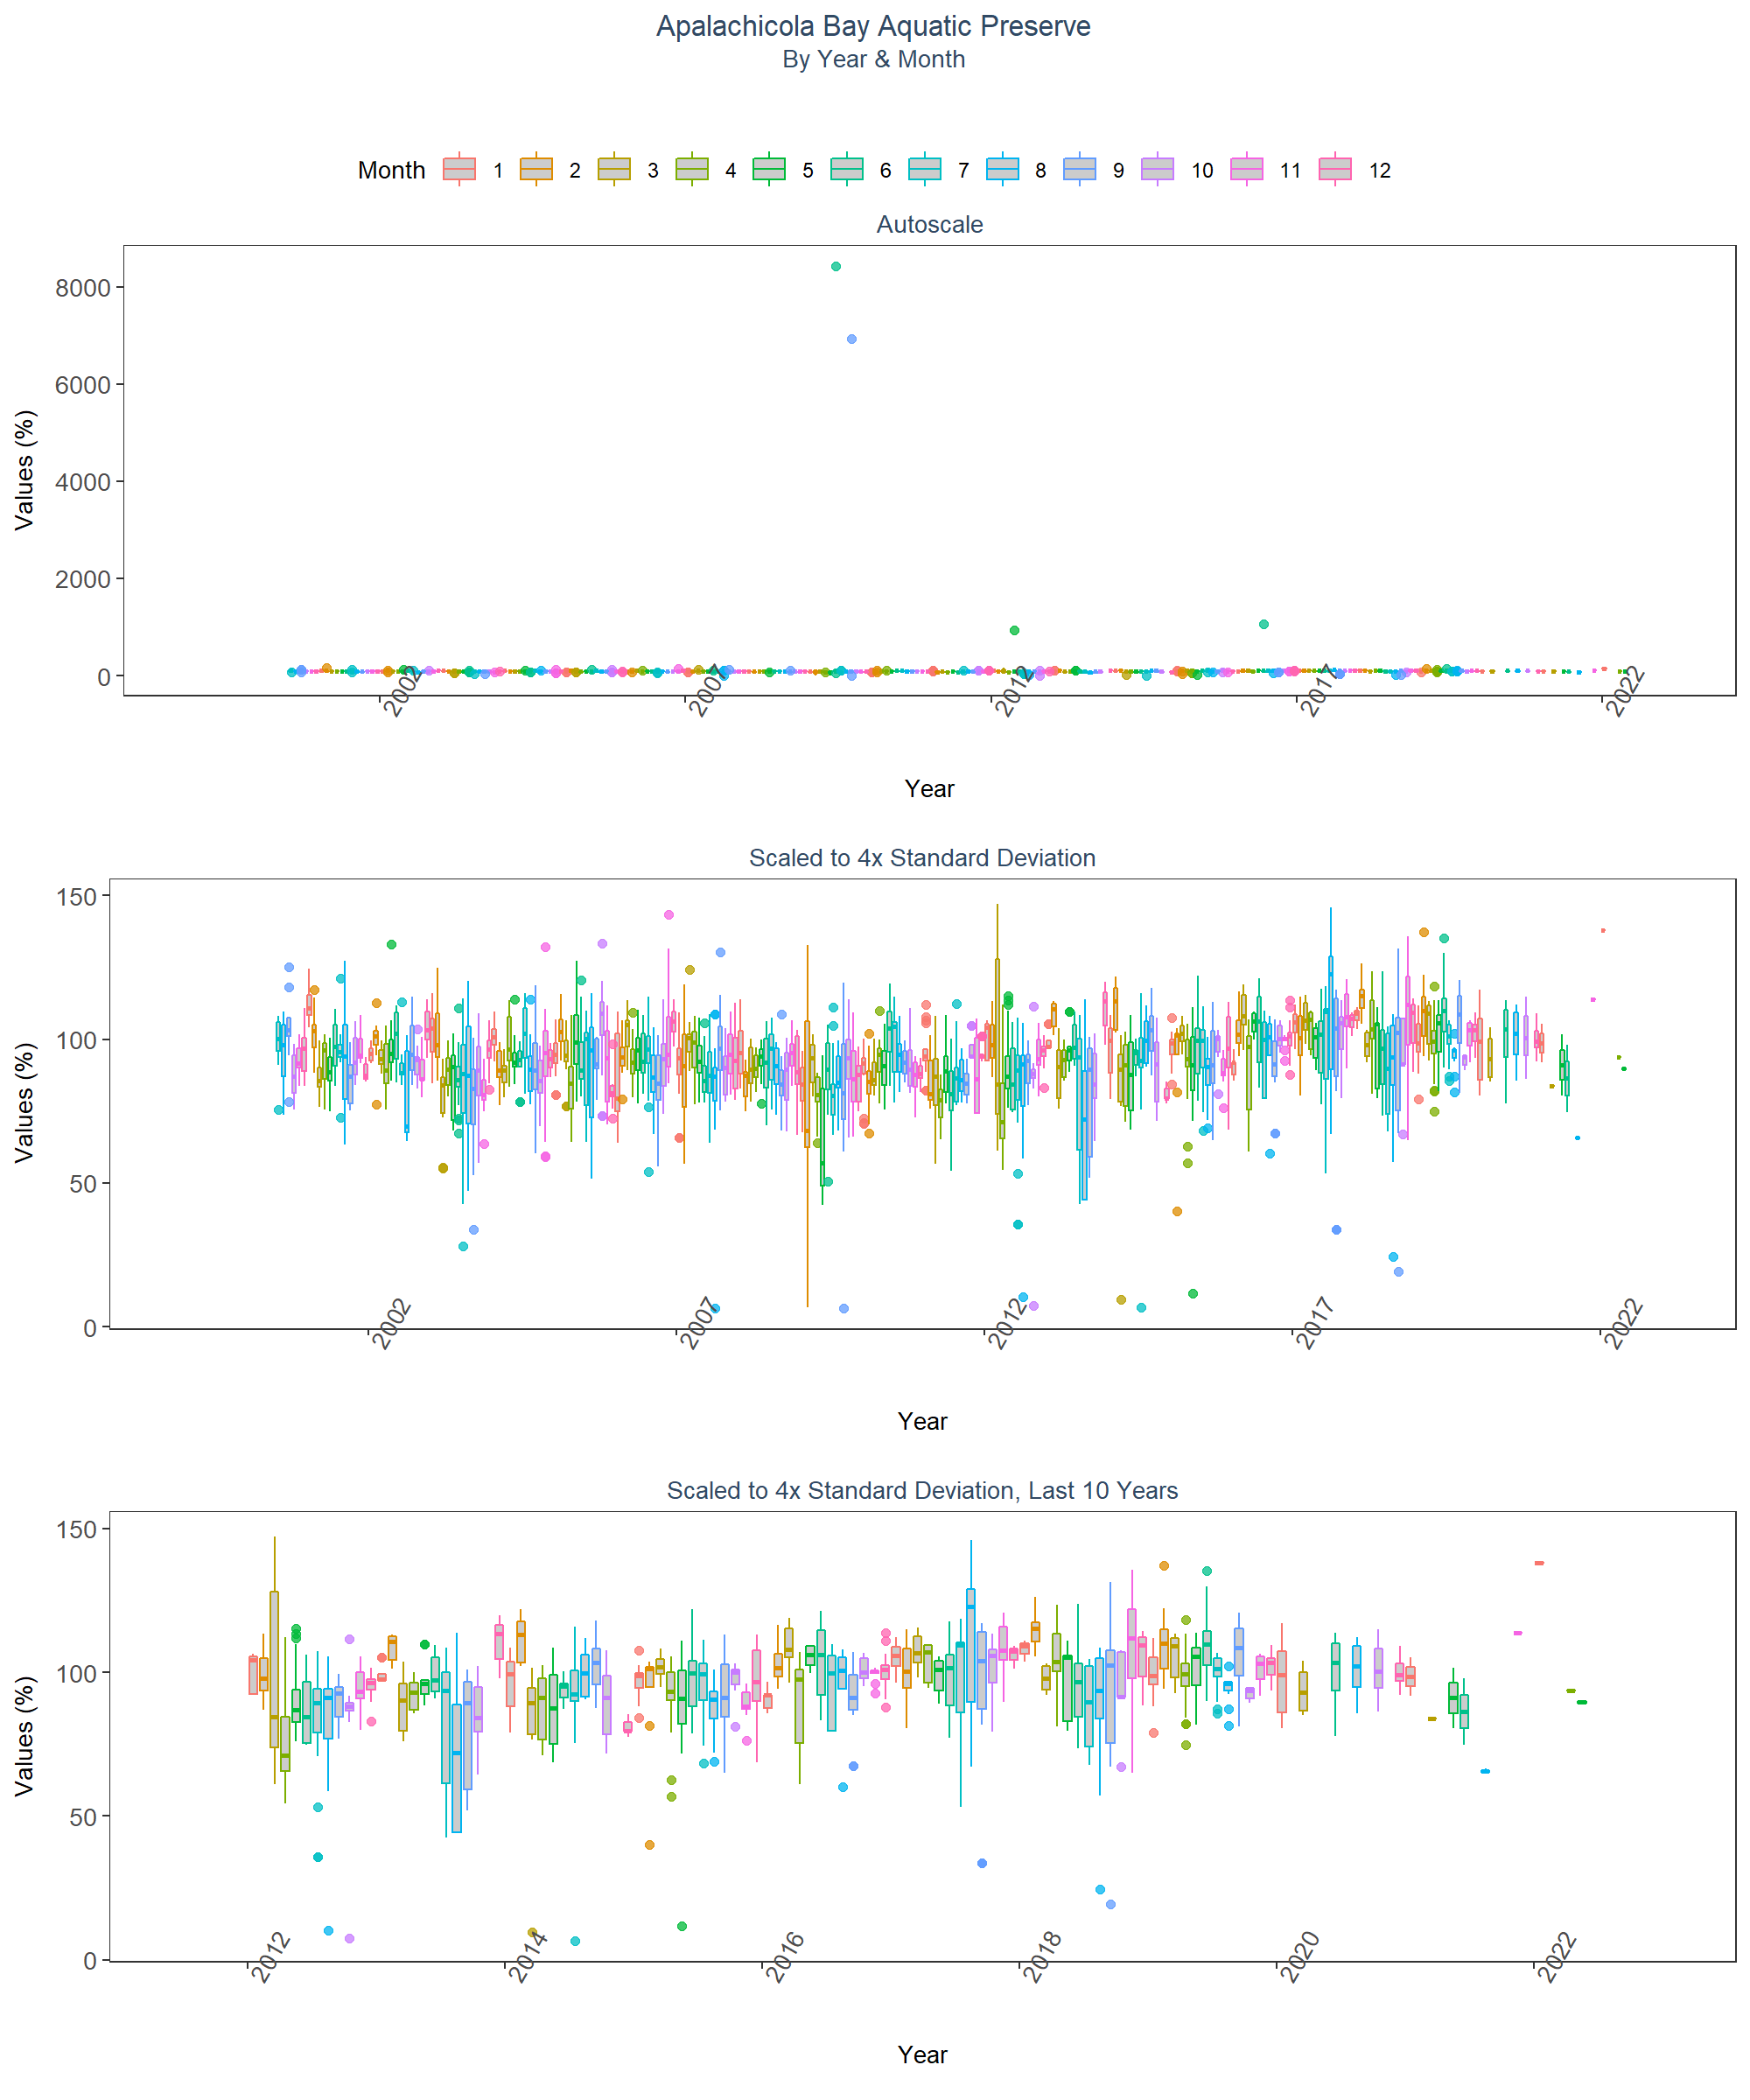 Apalachicola Bay Aquatic Preserve
By Year & Month
Month 1 2 3 4 5 6 7 8 9 10 11 12
Autoscale
8000
6000
4000
2000
0
Values (%)
2002 2007 2012 2017 2022
Year
Scaled to 4x Standard Deviation
150
100
50
0
Values (%)
2002 2007 2012 2017 2022
Year
Scaled to 4x Standard Deviation, Last 10 Years
150
100
50
0
Values (%)
2012 2014 2016 2018 2020 2022
Year